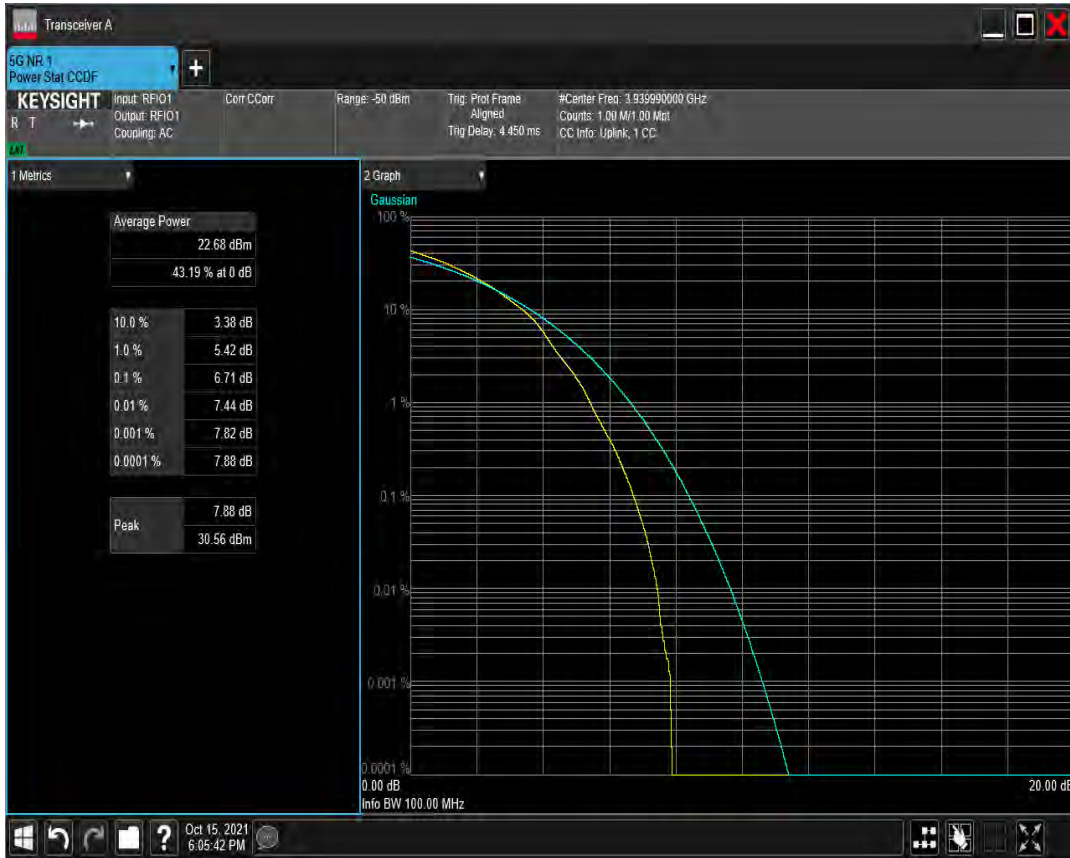 Transceiver A
5G NR 1
Power Stat CCDF
+
KEYSIGHT
R T
LXI
Input: RFIO1
Output: RFIO1
Coupling: AC
Corr CCorr
Range: -50 dBm
Trig: Prot Frame
Aligned
Trig Delay: 4.450 ms
#Center Freq: 3.939990000 GHz
Counts: 1.00 M/1.00 Mpt
CC Info: Uplink, 1 CC
1 Metrics
Average Power
22.68 dBm
43.19 % at 0 dB
10.0 % 3.38 dB
1.0 % 5.42 dB
0.1 % 6.71 dB
0.01 % 7.44 dB
0.001 % 7.82 dB
0.0001 % 7.88 dB
Peak 7.88 dB
30.56 dBm
2 Graph
Gaussian
100 %
10 %
1 %
0.1 %
0.01 %
0.001 %
0.0001 %
0.00 dB 20.00 dB
Info BW 100.00 MHz
?
Oct 15, 2021
6:05:42 PM